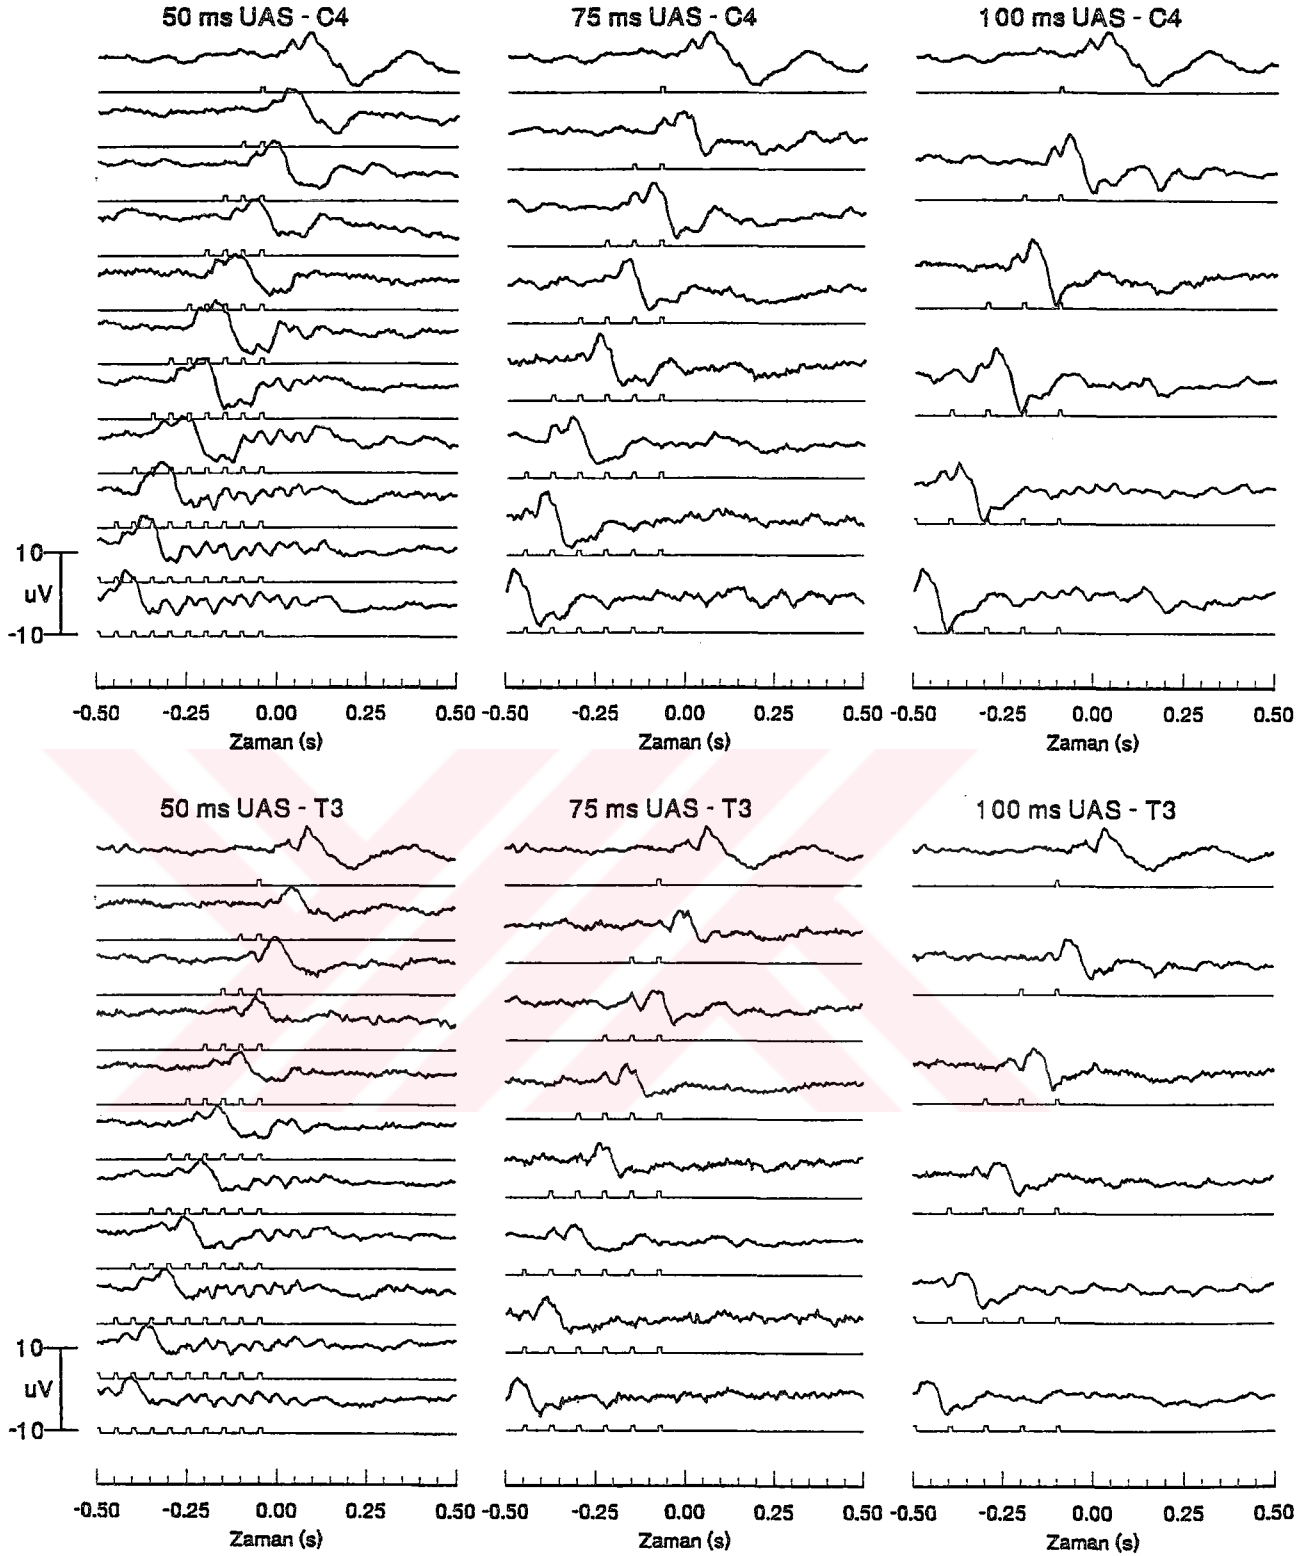 50 ms UAS - C4
75 ms UAS - C4
100 ms UAS - C4
10
uV
-10
-0.50 -0.25 0.00 0.25 0.50
-0.50 -0.25 0.00 0.25 0.50
-0.50 -0.25 0.00 0.25 0.50
Zaman (s)
Zaman (s)
Zaman (s)
50 ms UAS - T3
75 ms UAS - T3
100 ms UAS - T3
10
uV
-10
-0.50 -0.25 0.00 0.25 0.50
-0.50 -0.25 0.00 0.25 0.50
-0.50 -0.25 0.00 0.25 0.50
Zaman (s)
Zaman (s)
Zaman (s)